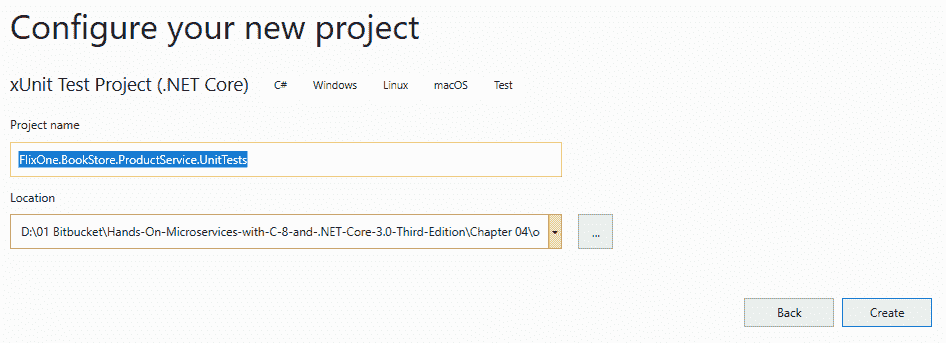 Configure your new project
xUnit Test Project (.NET Core) C# Windows Linux macOS Test
Project name
FlixOne.BookStore.ProductService.UnitTests
Location
D:\01 Bitbucket\Hands-On-Microservices-with-C-8-and-.NET-Core-3.0-Third-Edition\Chapter 04\o
...
Back Create